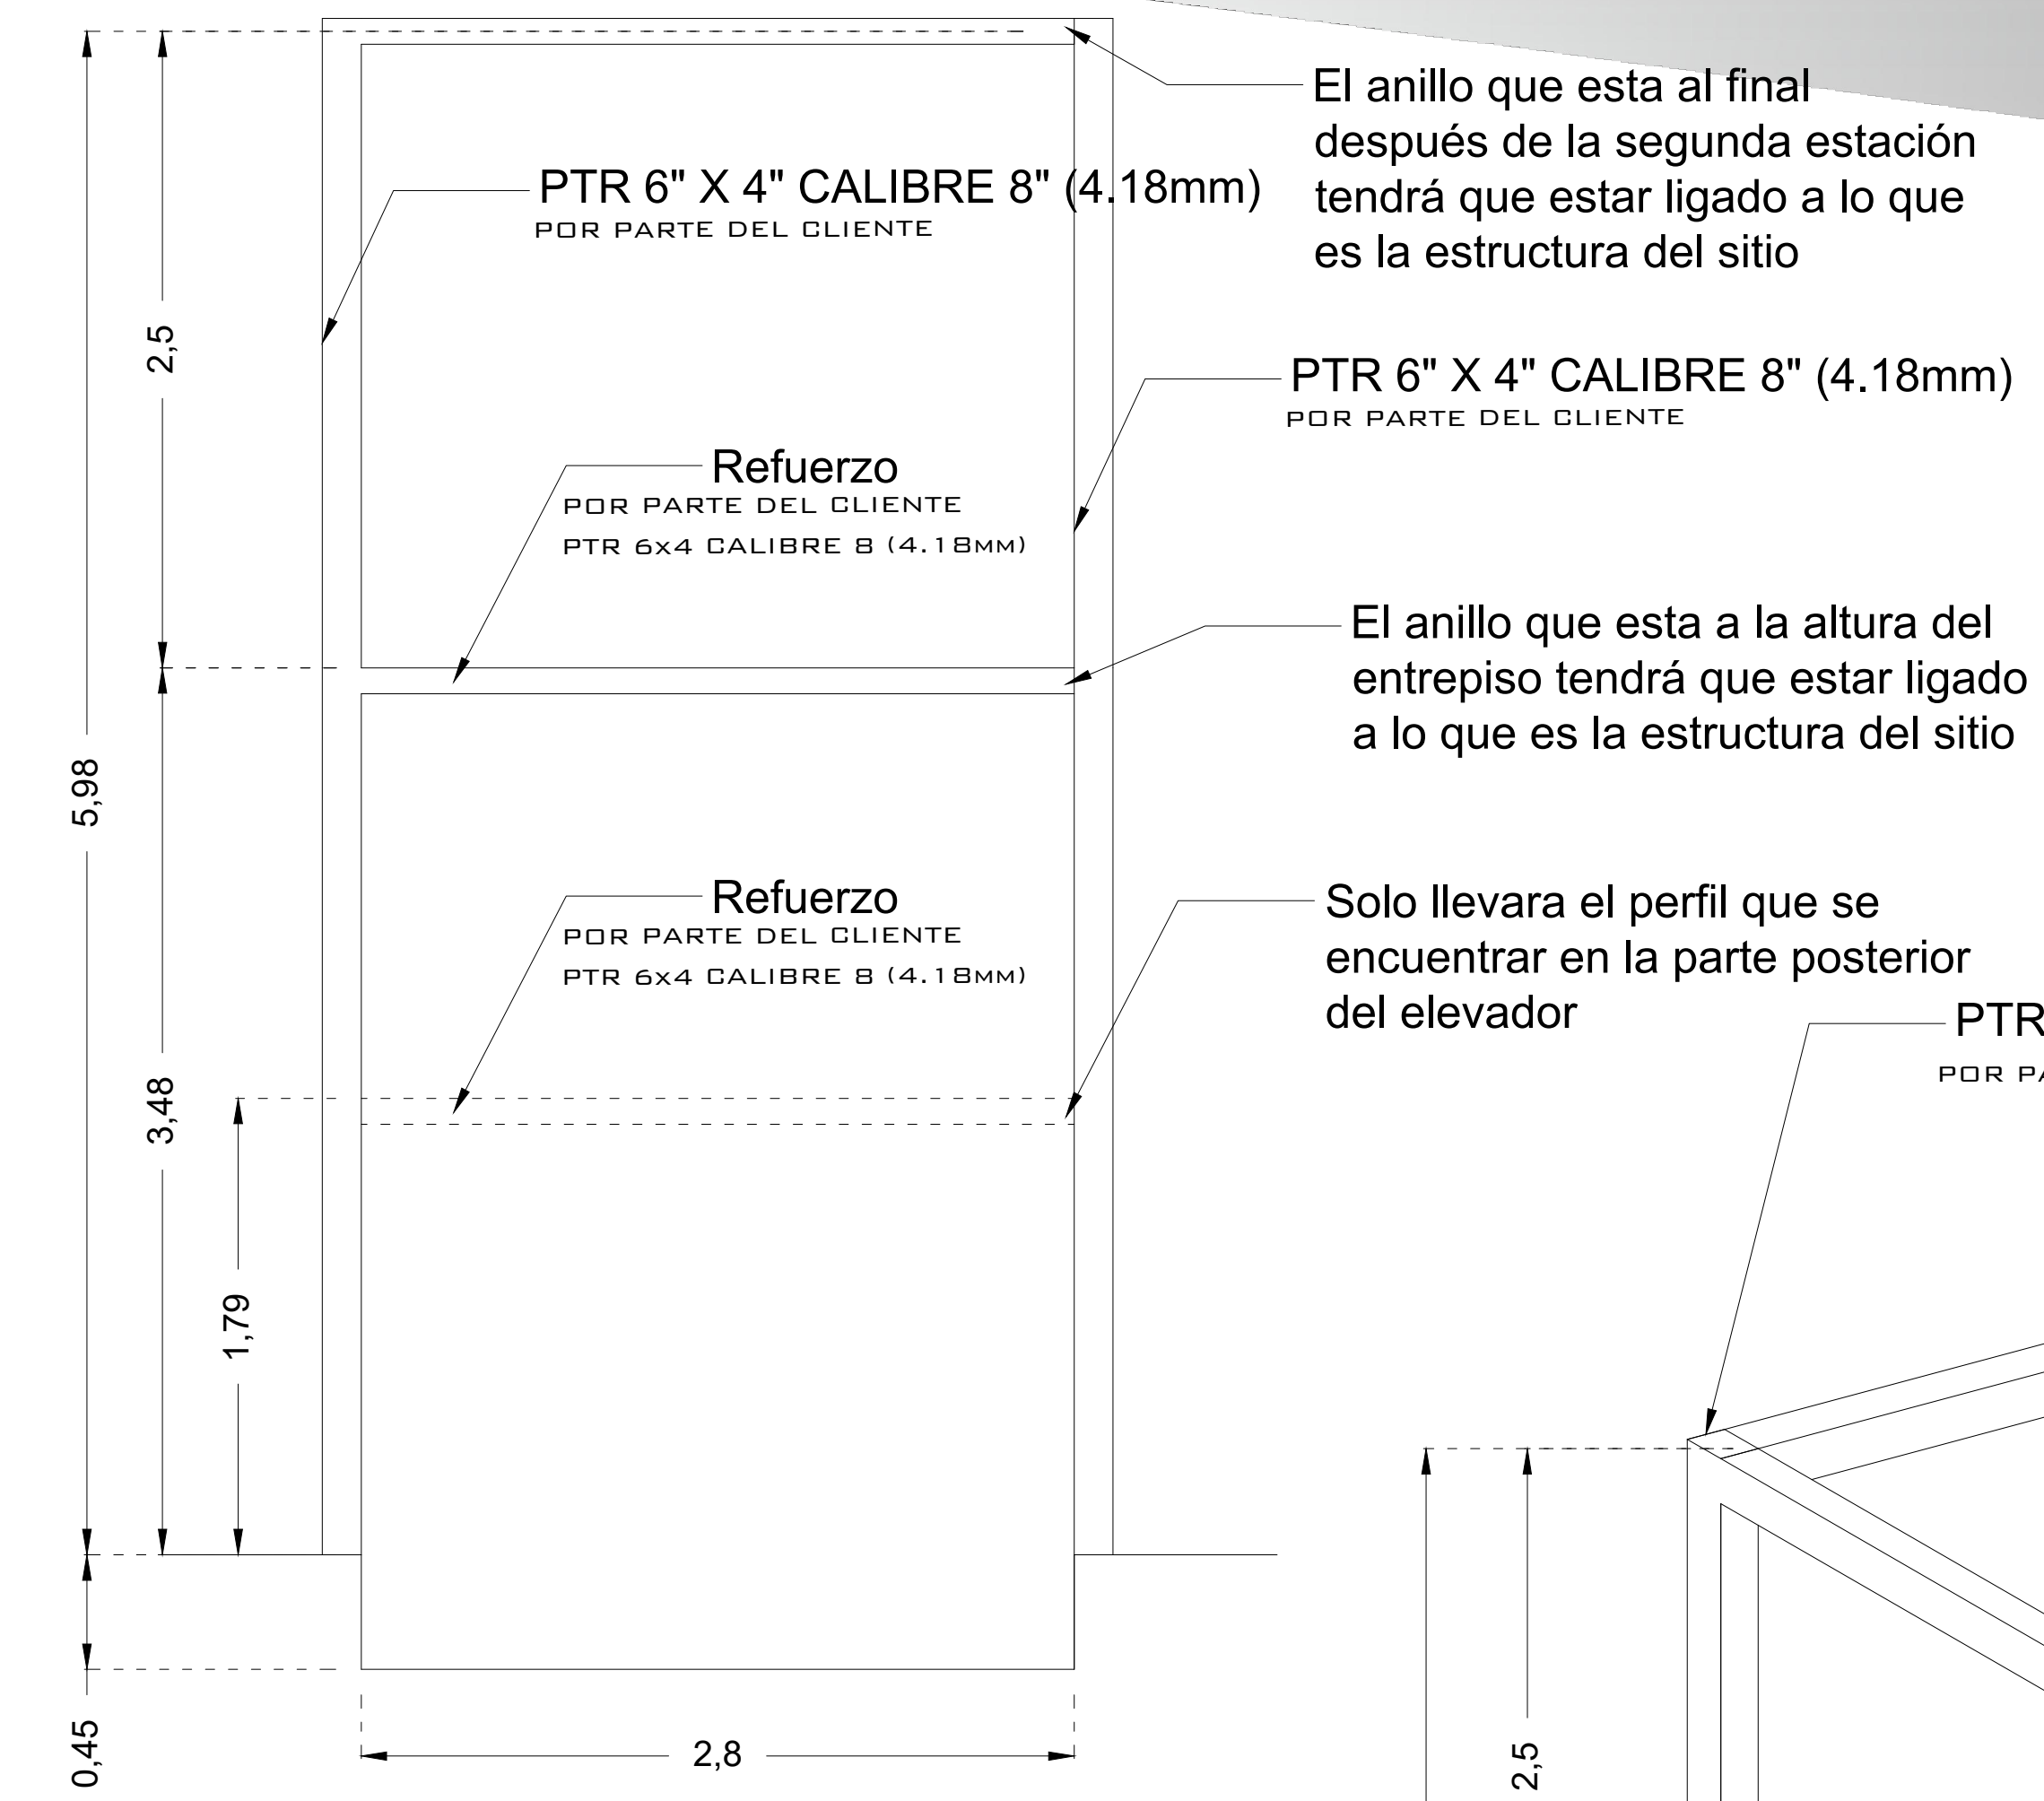 El anillo que esta al final
después de la segunda estación
tendrá que estar ligado a lo que
es la estructura del sitio
PTR 6" X 4" CALIBRE 8" (4.18mm)
POR PARTE DEL CLIENTE
2,5
PTR 6" X 4" CALIBRE 8" (4.18mm)
POR PARTE DEL CLIENTE
Refuerzo
POR PARTE DEL CLIENTE
PTR 6x4 CALIBRE 8 (4.18MM)
El anillo que esta a la altura del
entrepiso tendrá que estar ligado
a lo que es la estructura del sitio
5,98
Refuerzo
POR PARTE DEL CLIENTE
PTR 6x4 CALIBRE 8 (4.18MM)
Solo llevara el perfil que se
encuentrar en la parte posterior
del elevador
PTR
POR PA
3,48
1,79
0,45
2,8
2,5